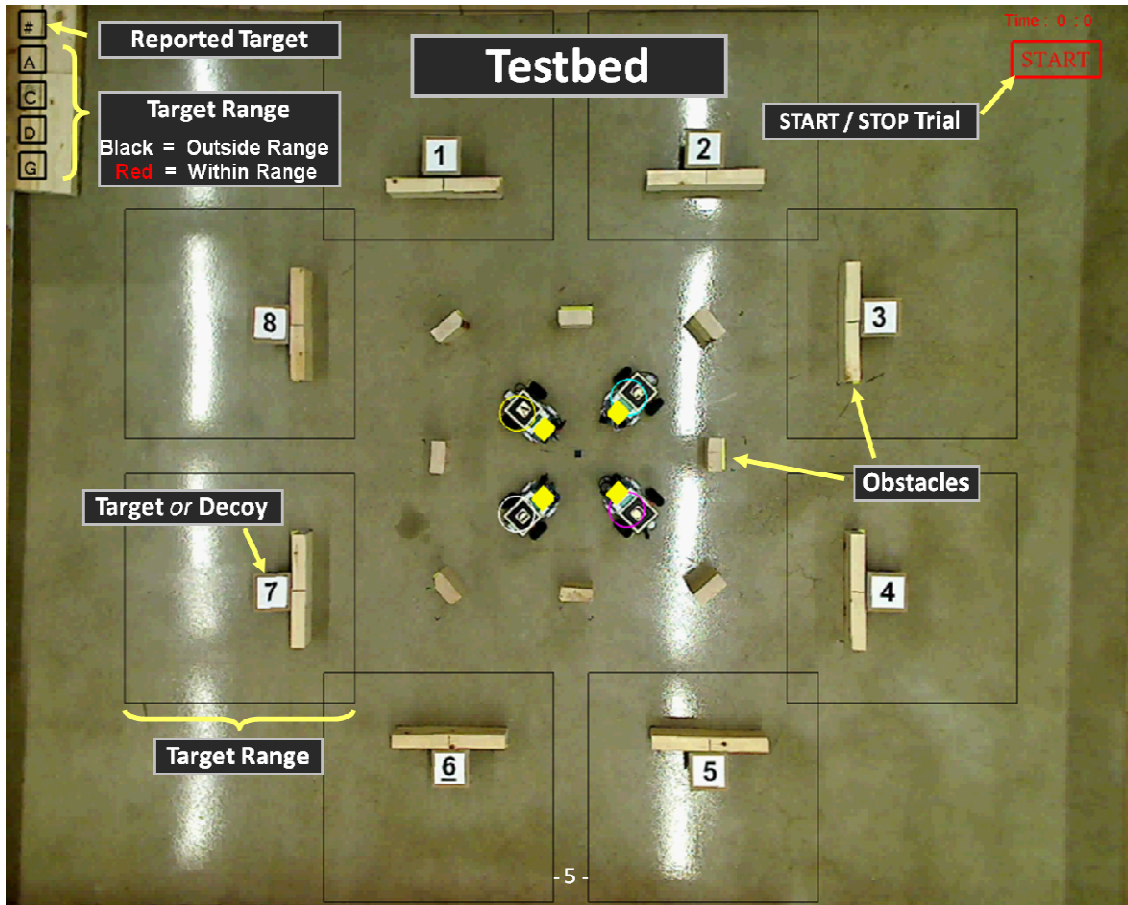 #
A
C
D
G
Reported Target
Target Range
Black = Outside Range
Red = Within Range
Testbed
Time : 0 : 0
START
START / STOP Trial
1
2
8
3
Obstacles
Target or Decoy
7
4
Target Range
6
5
- 5 -